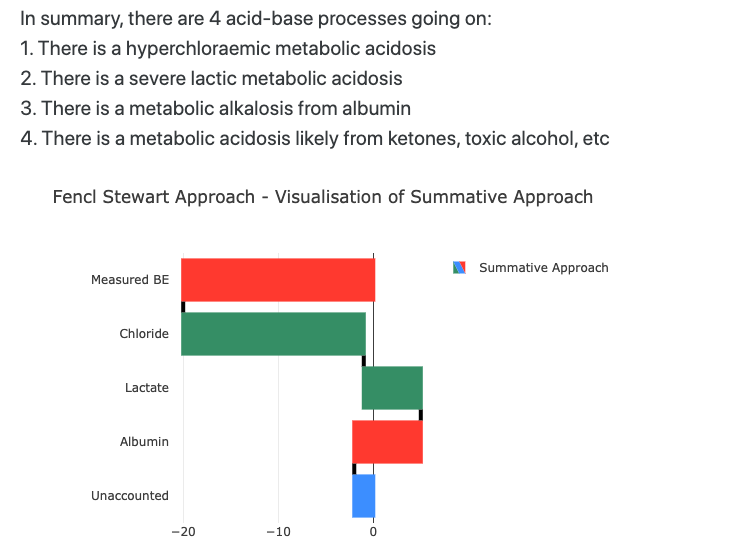 In summary, there are 4 acid-base processes going on:
1. There is a hyperchloraemic metabolic acidosis
2. There is a severe lactic metabolic acidosis
3. There is a metabolic alkalosis from albumin
4. There is a metabolic acidosis likely from ketones, toxic alcohol, etc
Fencl Stewart Approach - Visualisation of Summative Approach
Summative Approach
Measured BE
Chloride
Lactate
Albumin
Unaccounted
−20 −10 0